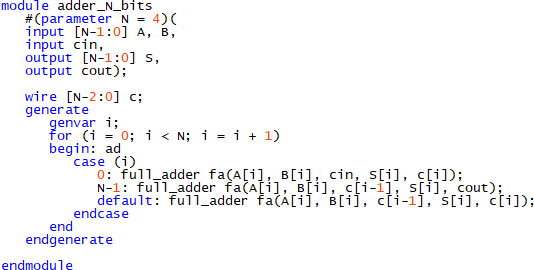 module adder_N_bits
#(parameter N = 4)(
input [N-1:0] A, B,
input cin,
output [N-1:0] S,
output cout);
wire [N-2:0] c;
generate
genvar i;
for (i = 0; i < N; i = i + 1)
begin: ad
case (i)
0: full_adder fa(A[i], B[i], cin, S[i], c[i]);
N-1: full_adder fa(A[i], B[i], c[i-1], S[i], cout);
default: full_adder fa(A[i], B[i], c[i-1], S[i], c[i]);
endcase
end
endgenerate
endmodule